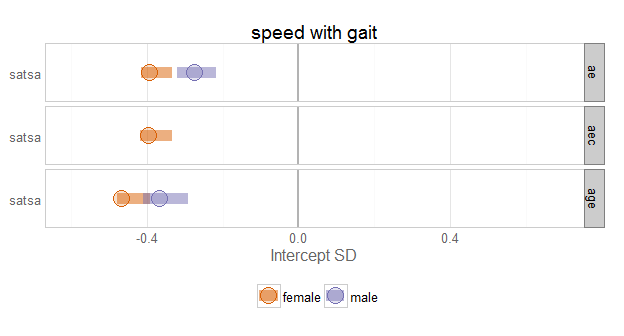 speed with gait
satsa
ae
satsa
aec
satsa
age
-0.4 0.0 0.4
Intercept SD
female male